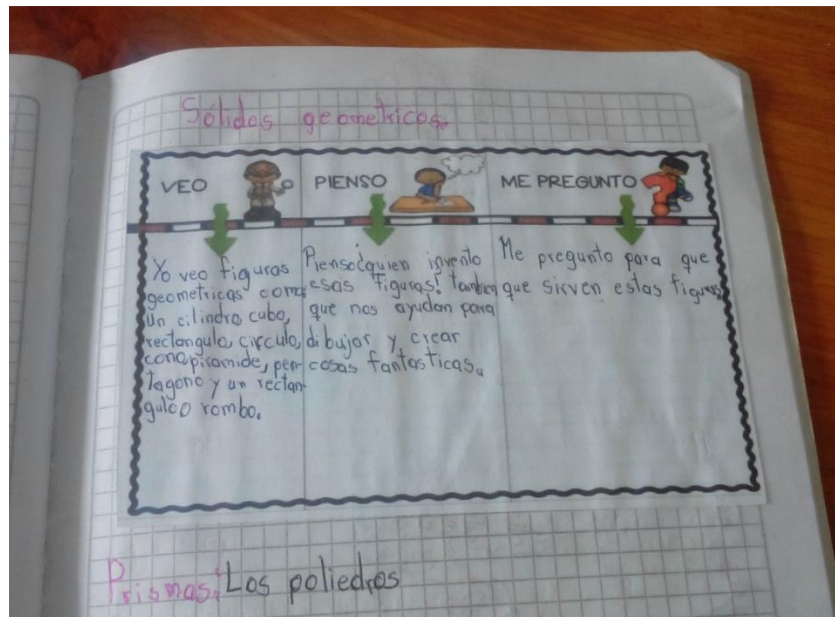 Sólidos geometricos.
VEO
PIENSO
ME PREGUNTO
Yo veo figuras
geometricas como
un cilindro, cubo,
rectangulo, circulo,
cono, piramide, pen-
tagono y un rectan-
gulo o rombo.
Pienso ¿quien invento
esas figuras! tambien
que nos ayudan para
dibujar y crear
cosas fantasticas.
Me pregunto para que
que sirven estas figuras
Prismas: Los poliedros